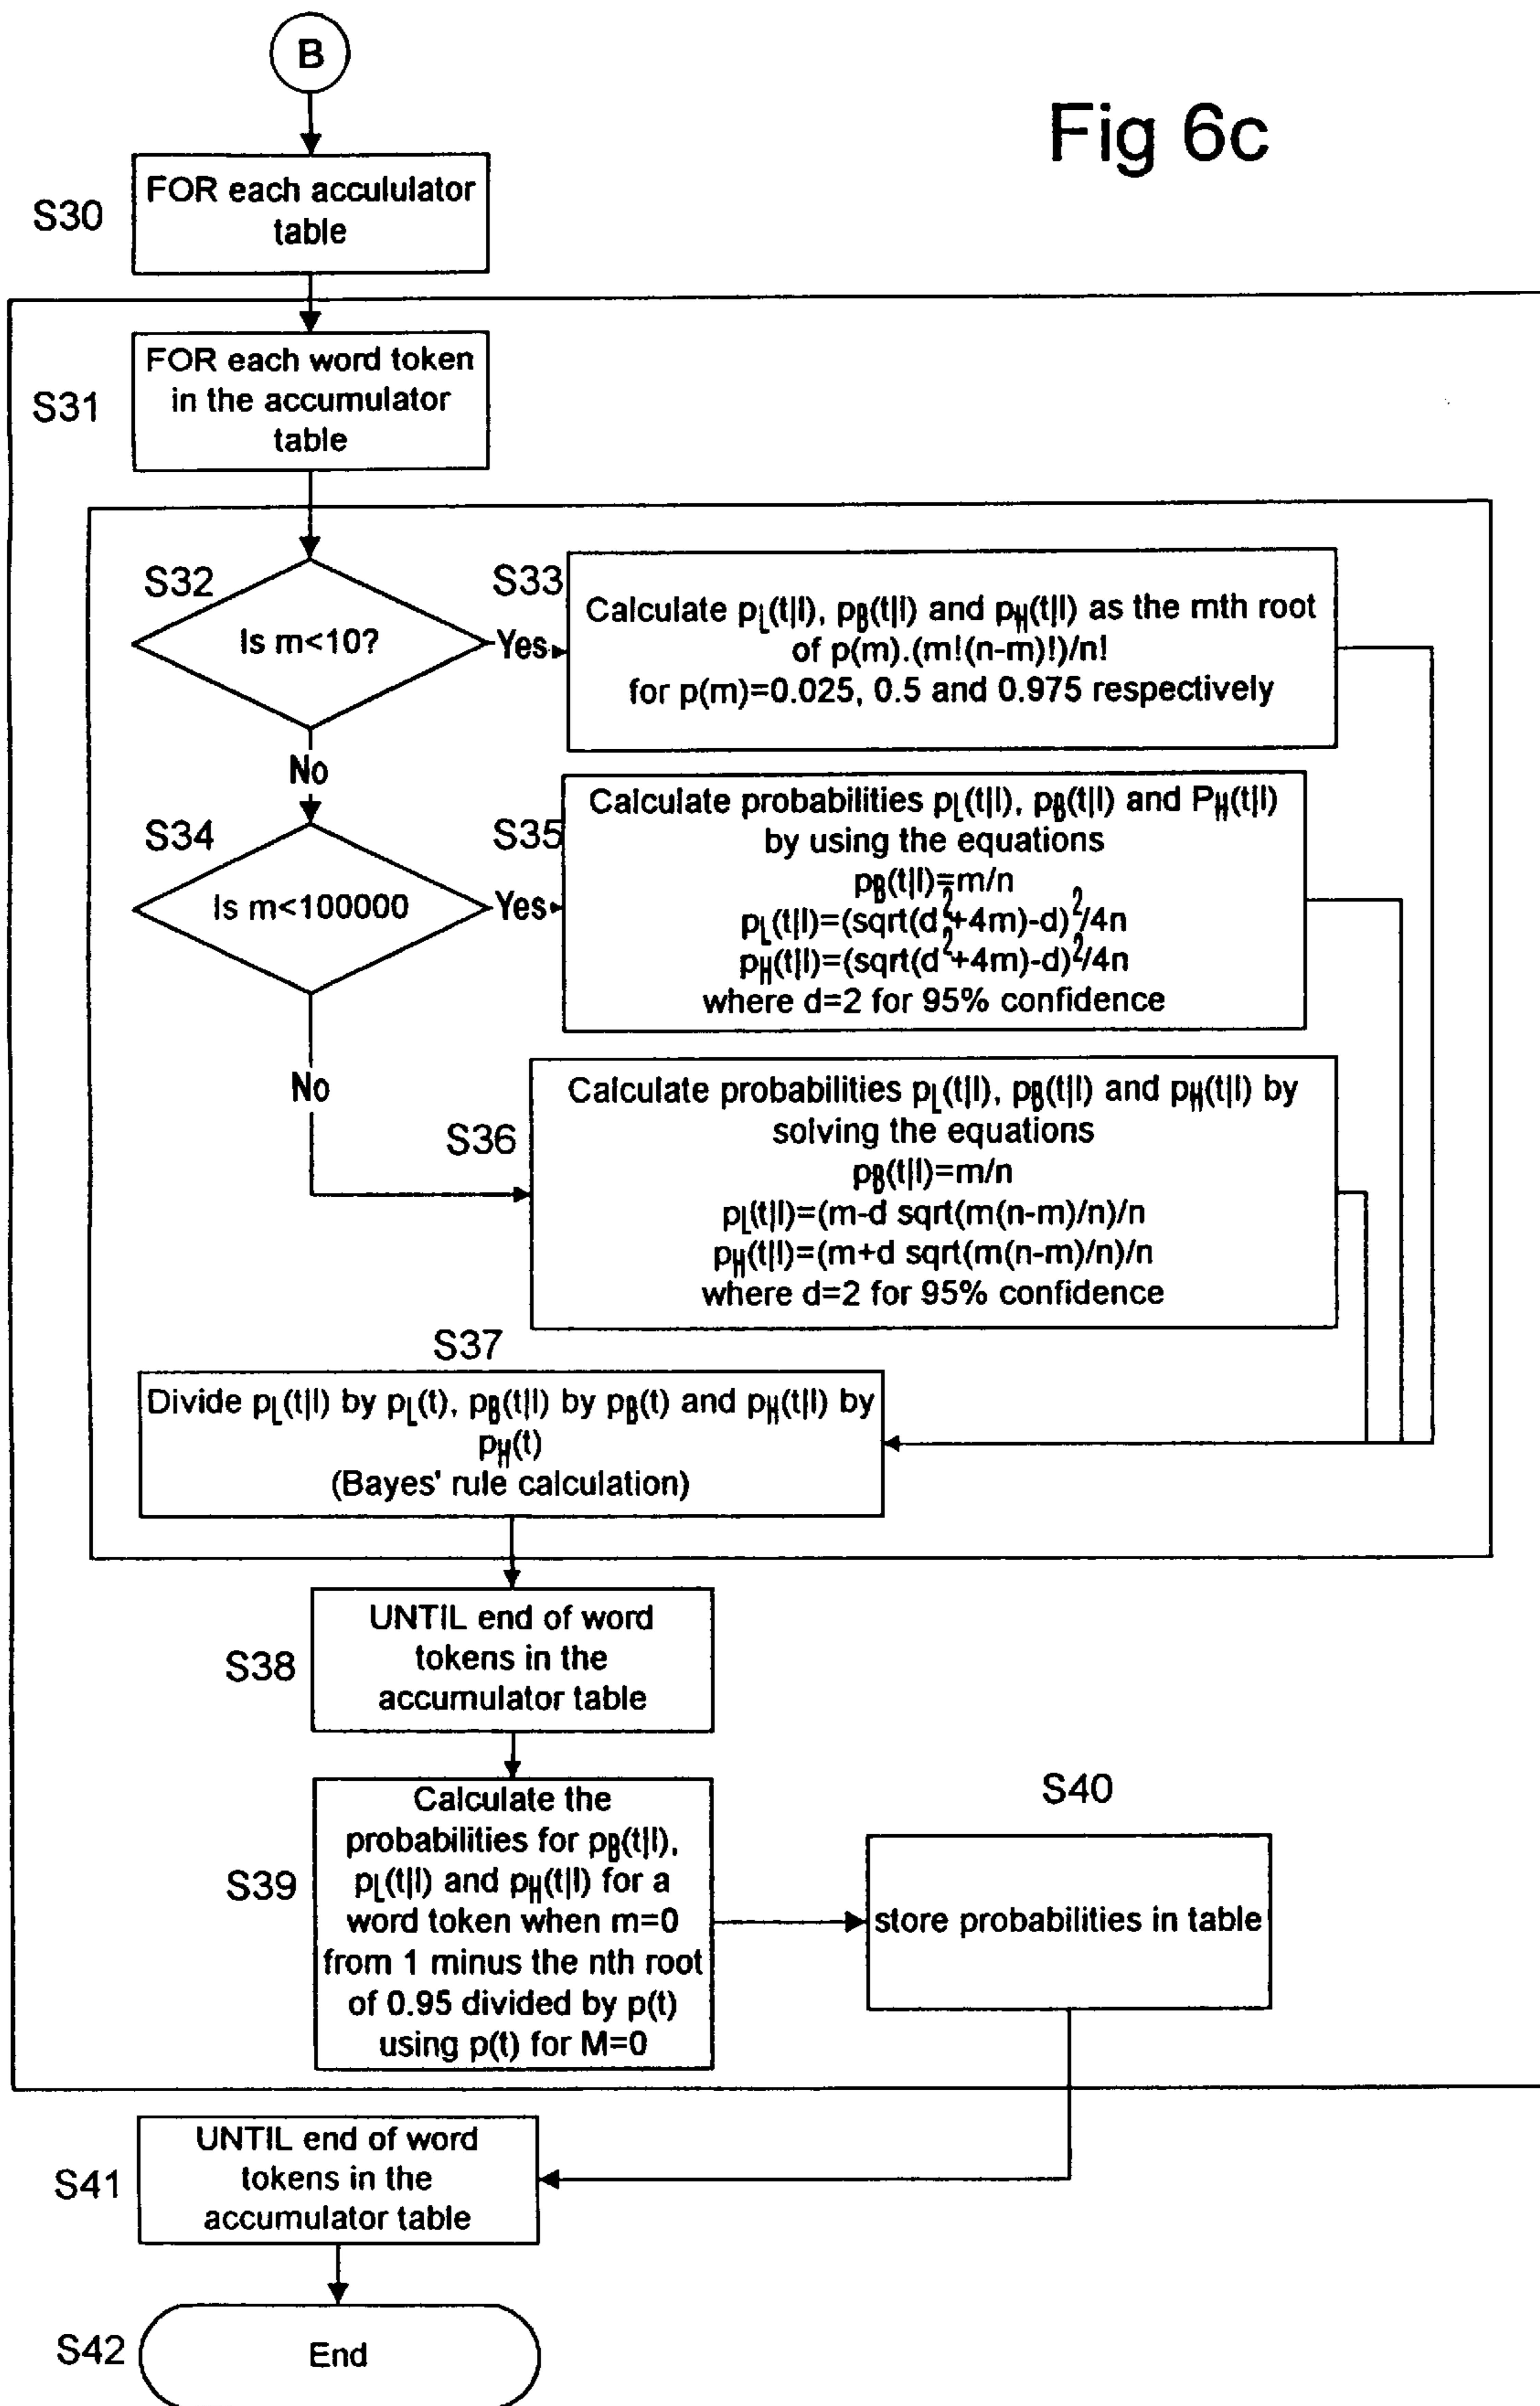 B
Fig 6c
S30
FOR each accululator
table
S31
FOR each word token
in the accumulator
table
S32
Is m<10?
Yes
No
S33
Calculate pL(t|l), pB(t|l) and pH(t|l) as the mth root
of p(m).(m!(n-m)!)/n!
for p(m)=0.025, 0.5 and 0.975 respectively
S34
Is m<100000
Yes
No
S35
Calculate probabilities pL(t|l), pB(t|l) and PH(t|l)
by using the equations
pB(t|l)=m/n
pL(t|l)=(sqrt(d²+4m)-d)²/4n
pH(t|l)=(sqrt(d²+4m)-d)²/4n
where d=2 for 95% confidence
S36
Calculate probabilities pL(t|l), pB(t|l) and pH(t|l) by
solving the equations
pB(t|l)=m/n
pL(t|l)=(m-d sqrt(m(n-m)/n)/n
pH(t|l)=(m+d sqrt(m(n-m)/n)/n
where d=2 for 95% confidence
S37
Divide pL(t|l) by pL(t), pB(t|l) by pB(t) and pH(t|l) by
pH(t)
(Bayes' rule calculation)
S38
UNTIL end of word
tokens in the
accumulator table
S39
Calculate the
probabilities for pB(t|l),
pL(t|l) and pH(t|l) for a
word token when m=0
from 1 minus the nth root
of 0.95 divided by p(t)
using p(t) for M=0
S40
store probabilities in table
S41
UNTIL end of word
tokens in the
accumulator table
S42
End